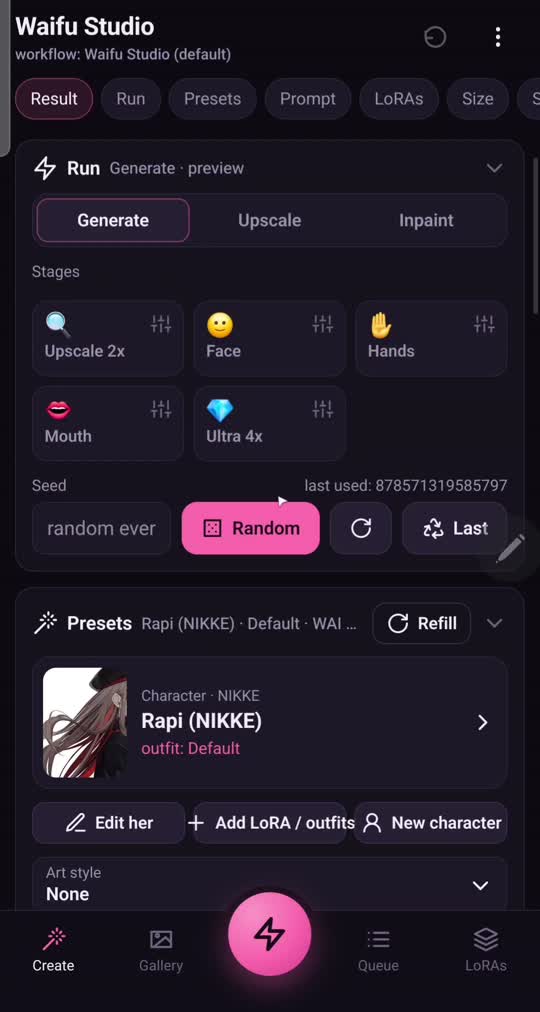 Waifu Studio
workflow: Waifu Studio (default)
Result Run Presets Prompt LoRAs Size S
Run Generate · preview
Generate Upscale Inpaint
Stages
Upscale 2x Face Hands
Mouth Ultra 4x
Seed last used: 878571319585797
random ever Random Last
Presets Rapi (NIKKE) · Default · WAI ... Refill
Character · NIKKE
Rapi (NIKKE)
outfit: Default
Edit her Add LoRA / outfits New character
Art style
None
Create Gallery Queue LoRAs